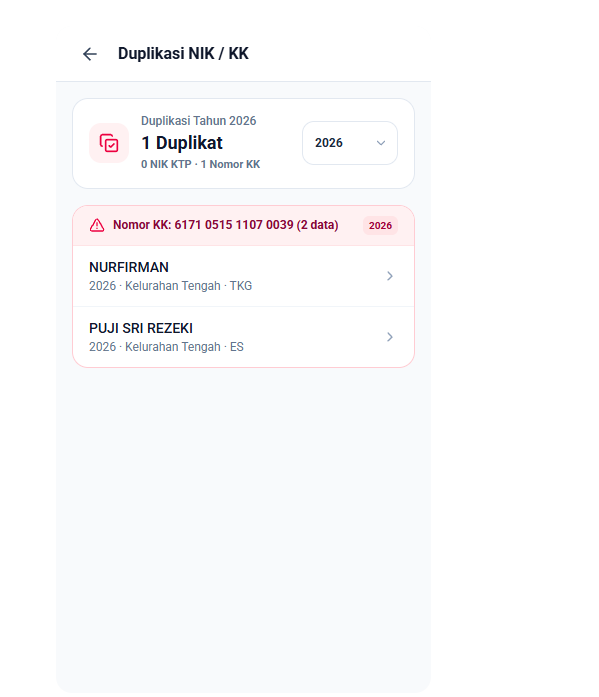 Duplikasi NIK / KK
Duplikasi Tahun 2026
1 Duplikat
0 NIK KTP · 1 Nomor KK
2026
Nomor KK: 6171 0515 1107 0039 (2 data)
2026
NURFIRMAN
2026 · Kelurahan Tengah · TKG
PUJI SRI REZEKI
2026 · Kelurahan Tengah · ES